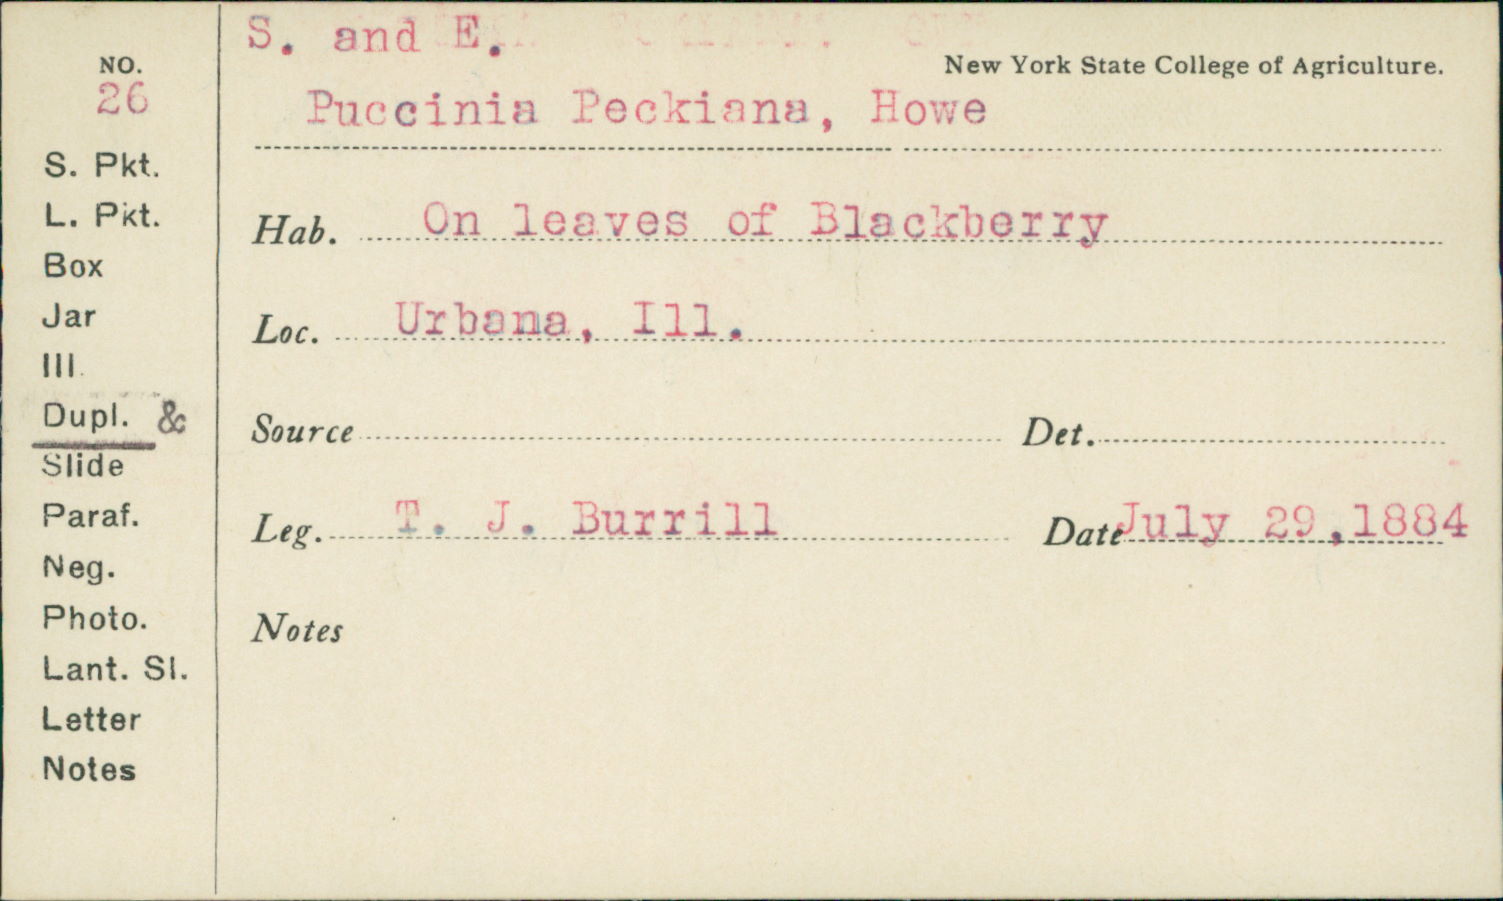 S. and E.
NO.
26
New York State College of Agriculture.
Puccinia Peckiana, Howe
S. Pkt.
L. Pkt.
Box
Jar
Ill.
Dupl. &
Slide
Paraf.
Neg.
Photo.
Lant. Sl.
Letter
Notes
Hab. On leaves of Blackberry
Loc. Urbana, Ill.
Source Det.
Leg. T. J. Burrill Date July 29,1884
Notes